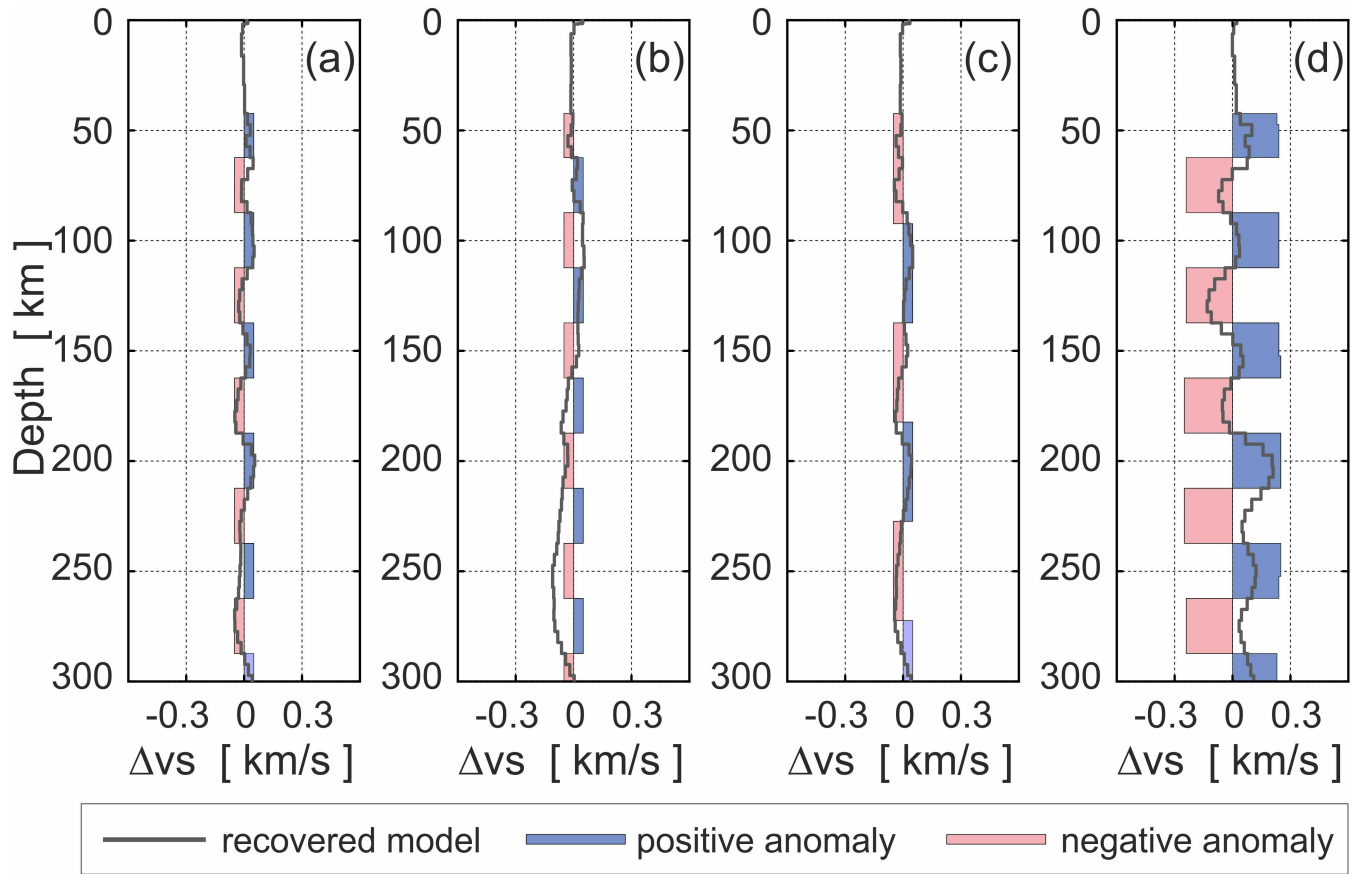 (a) (b) (c) (d)
0 0 0 0
50 50 50 50
100 100 100 100
150 150 150 150
200 200 200 200
250 250 250 250
300 300 300 300
Depth [ km ]
-0.3 0 0.3 -0.3 0 0.3 -0.3 0 0.3 -0.3 0 0.3
Δvs [ km/s ] Δvs [ km/s ] Δvs [ km/s ] Δvs [ km/s ]
recovered model positive anomaly negative anomaly